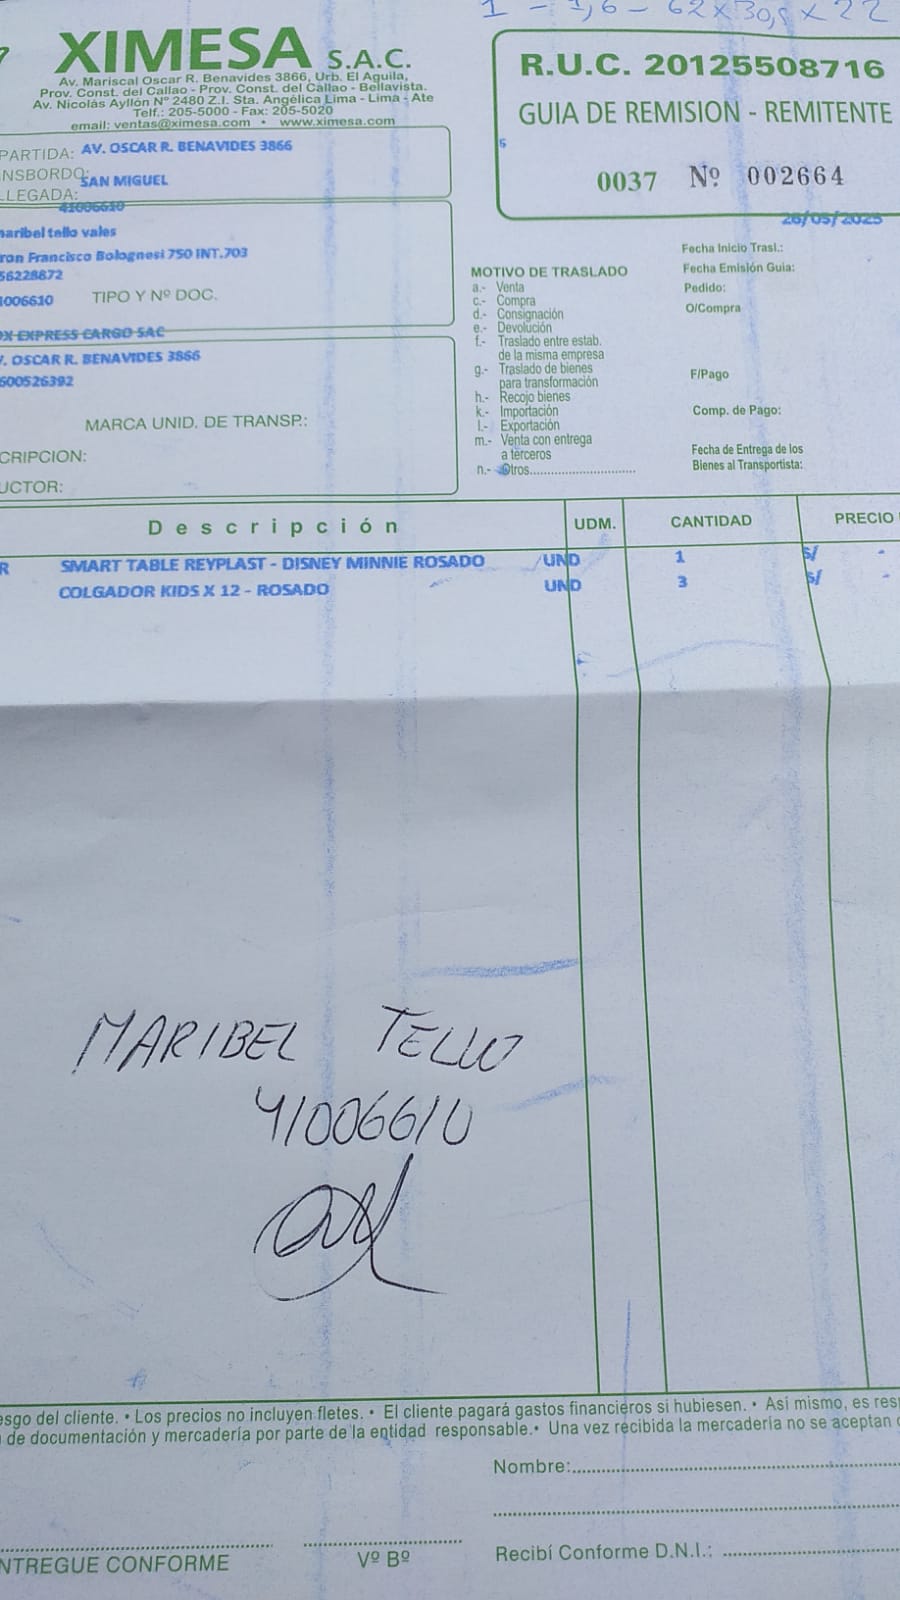 1 - 1,6 - 62x30,5x22
XIMESA S.A.C.
Av. Mariscal Oscar R. Benavides 3866, Urb. El Aguila,
Prov. Const. del Callao - Prov. Const. del Callao - Bellavista.
Av. Nicolás Ayllón Nº 2480 Z.I. Sta. Angélica Lima - Lima - Ate
Telf.: 205-5000 - Fax: 205-5020
email: ventas@ximesa.com • www.ximesa.com
R.U.C. 20125508716
GUIA DE REMISION - REMITENTE
0037 Nº 002664
PARTIDA: AV. OSCAR R. BENAVIDES 3866
NSBORDO:
SAN MIGUEL
LLEGADA:
41006610
26/05/2023
maribel tello vales
ron Francisco Bolognesi 750 INT.703
56228872
1006610 TIPO Y Nº DOC.
OX EXPRESS CARGO SAC
V. OSCAR R. BENAVIDES 3866
600526392
MARCA UNID. DE TRANSP.:
CRIPCION:
UCTOR:
MOTIVO DE TRASLADO
a.- Venta
c.- Compra
d.- Consignación
e.- Devolución
f.- Traslado entre estab.
de la misma empresa
g.- Traslado de bienes
para transformación
h.- Recojo bienes
k.- Importación
l.- Exportación
m.- Venta con entrega
a terceros
n.- Otros..............................
Fecha Inicio Trasl.:
Fecha Emisión Guia:
Pedido:
O/Compra
F/Pago
Comp. de Pago:
Fecha de Entrega de los
Bienes al Transportista:
Descripción UDM. CANTIDAD PRECIO
R SMART TABLE REYPLAST - DISNEY MINNIE ROSADO UND 1 S/ -
COLGADOR KIDS X 12 - ROSADO UND 3 S/ -
MARIBEL TELLO
41006610
esgo del cliente. • Los precios no incluyen fletes. • El cliente pagará gastos financieros si hubiesen. • Así mismo, es res
de documentación y mercadería por parte de la entidad responsable. • Una vez recibida la mercadería no se aceptan
Nombre:
NTREGUE CONFORME
Vº Bº
Recibí Conforme D.N.I.: